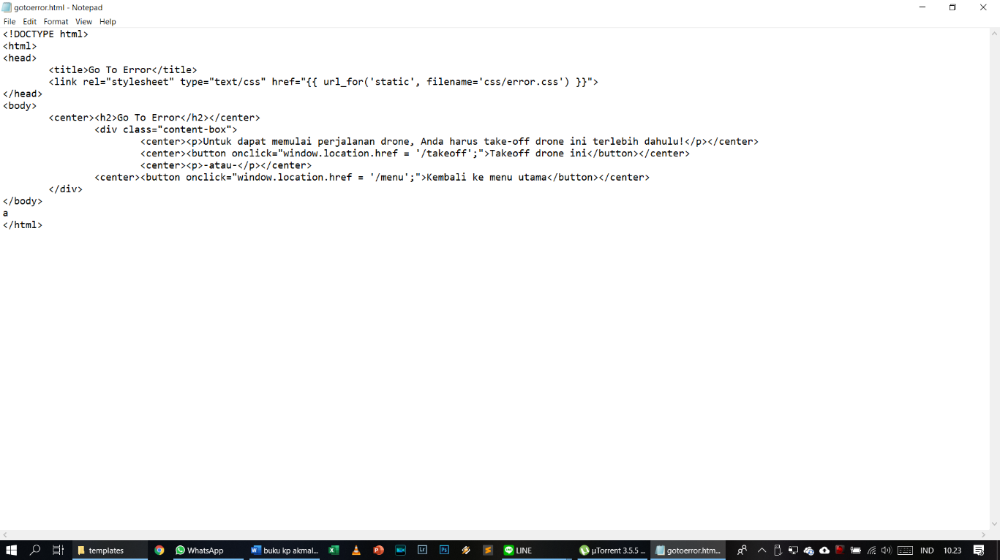 gotoerror.html - Notepad
File Edit Format View Help
<!DOCTYPE html>
<html>
<head>
<title>Go To Error</title>
<link rel="stylesheet" type="text/css" href="{{ url_for('static', filename='css/error.css') }}">
</head>
<body>
<center><h2>Go To Error</h2></center>
<div class="content-box">
<center><p>Untuk dapat memulai perjalanan drone, Anda harus take-off drone ini terlebih dahulu!</p></center>
<center><button onclick="window.location.href = '/takeoff';">Takeoff drone ini</button></center>
<center><p>-atau-</p></center>
<center><button onclick="window.location.href = '/menu';">Kembali ke menu utama</button></center>
</div>
</body>
a
</html>
templates WhatsApp buku kp akmal... Lr Ps LINE µTorrent 3.5.5 ... gotoerror.htm... IND 10.23